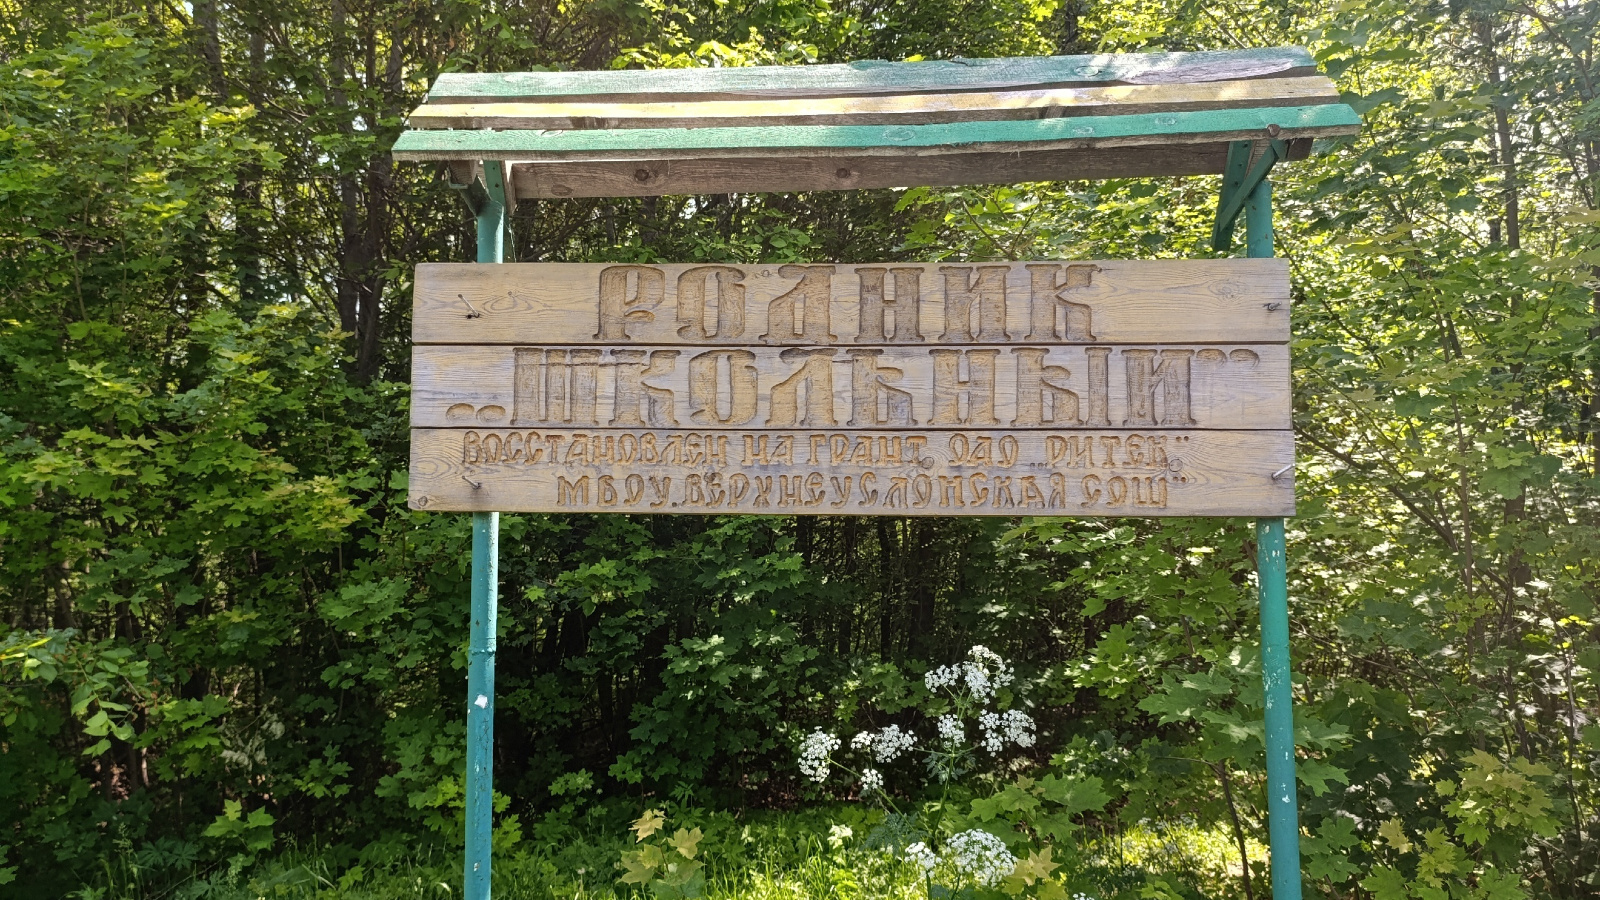 РОДНИК
„ШКОЛЬНЫЙ”
ВОССТАНОВЛЕН НА ГРАНТ ОАО „РИТЕК”
МБОУ „ВЕРХНЕУСЛОНСКАЯ СОШ”